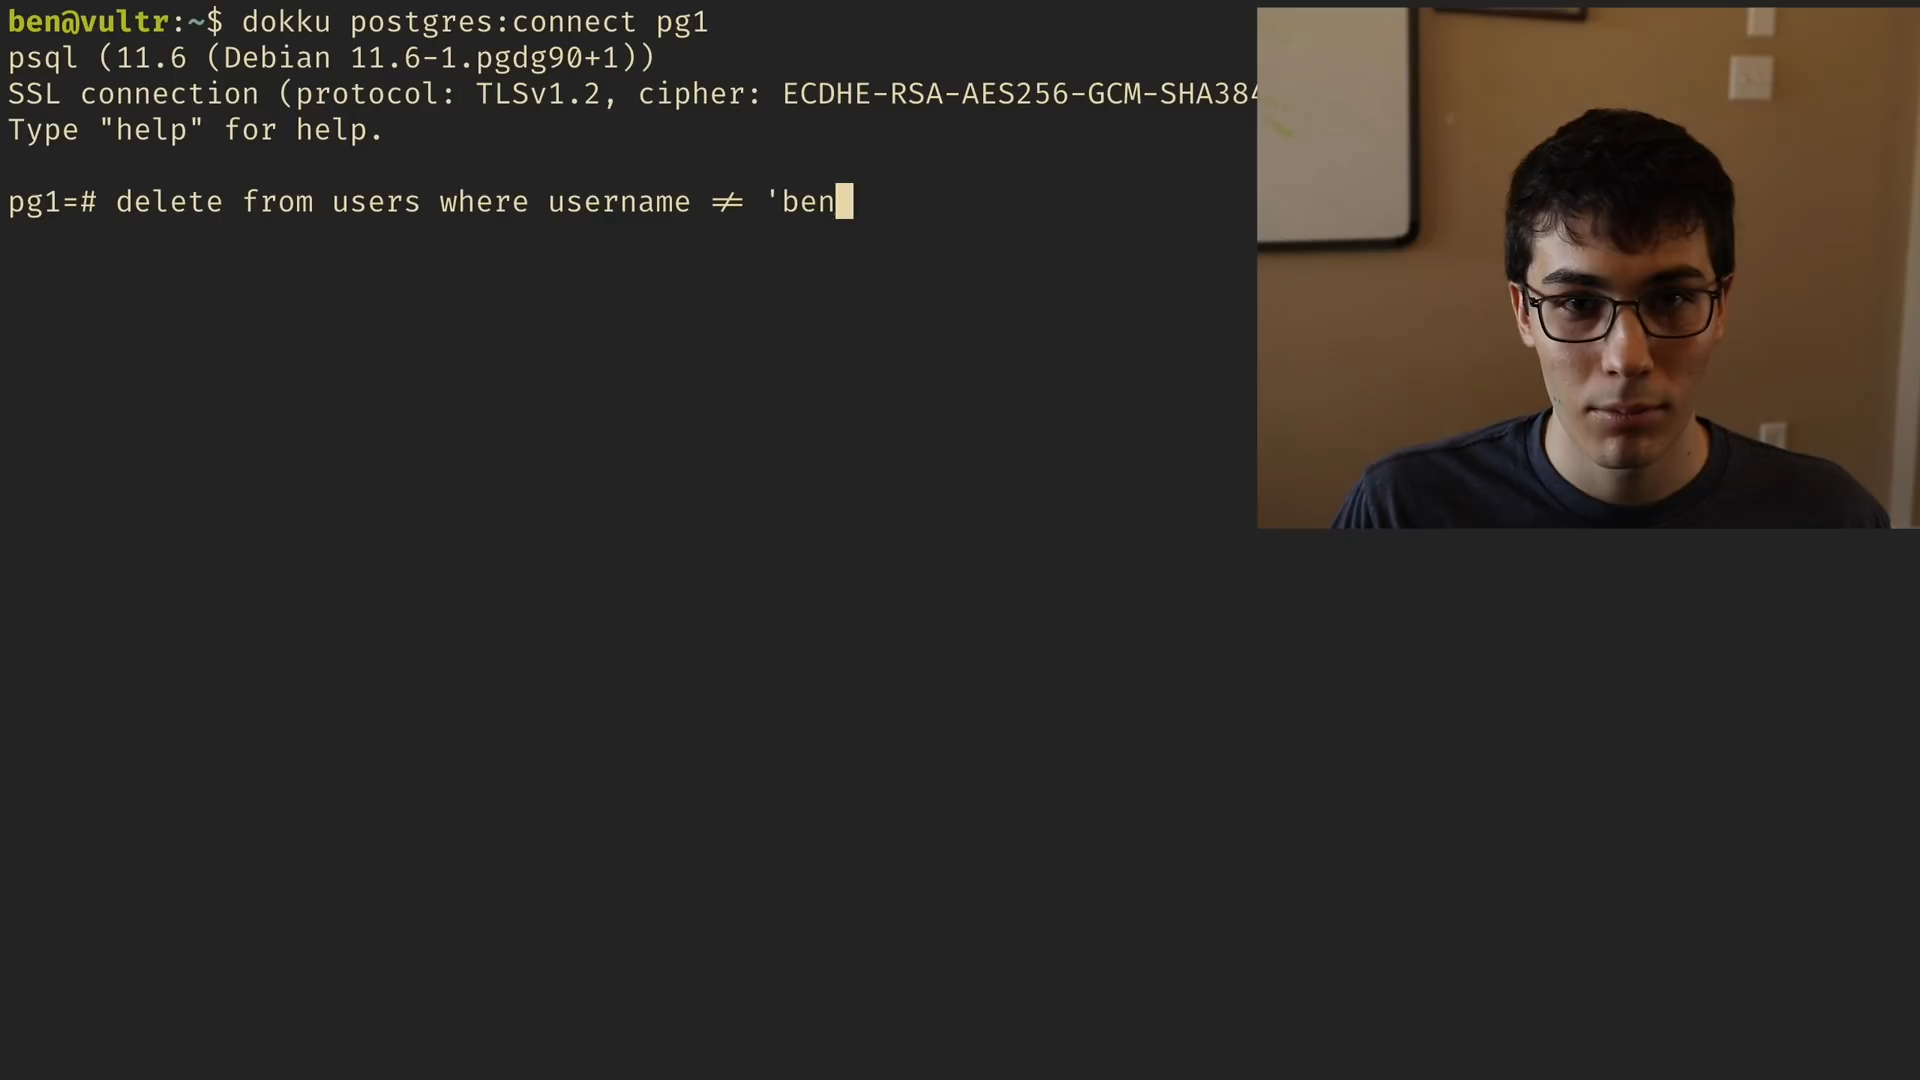 ben@vultr:~$ dokku postgres:connect pg1
psql (11.6 (Debian 11.6-1.pgdg90+1))
SSL connection (protocol: TLSv1.2, cipher: ECDHE-RSA-AES256-GCM-SHA384
Type "help" for help.
pg1=# delete from users where username ≠ 'ben